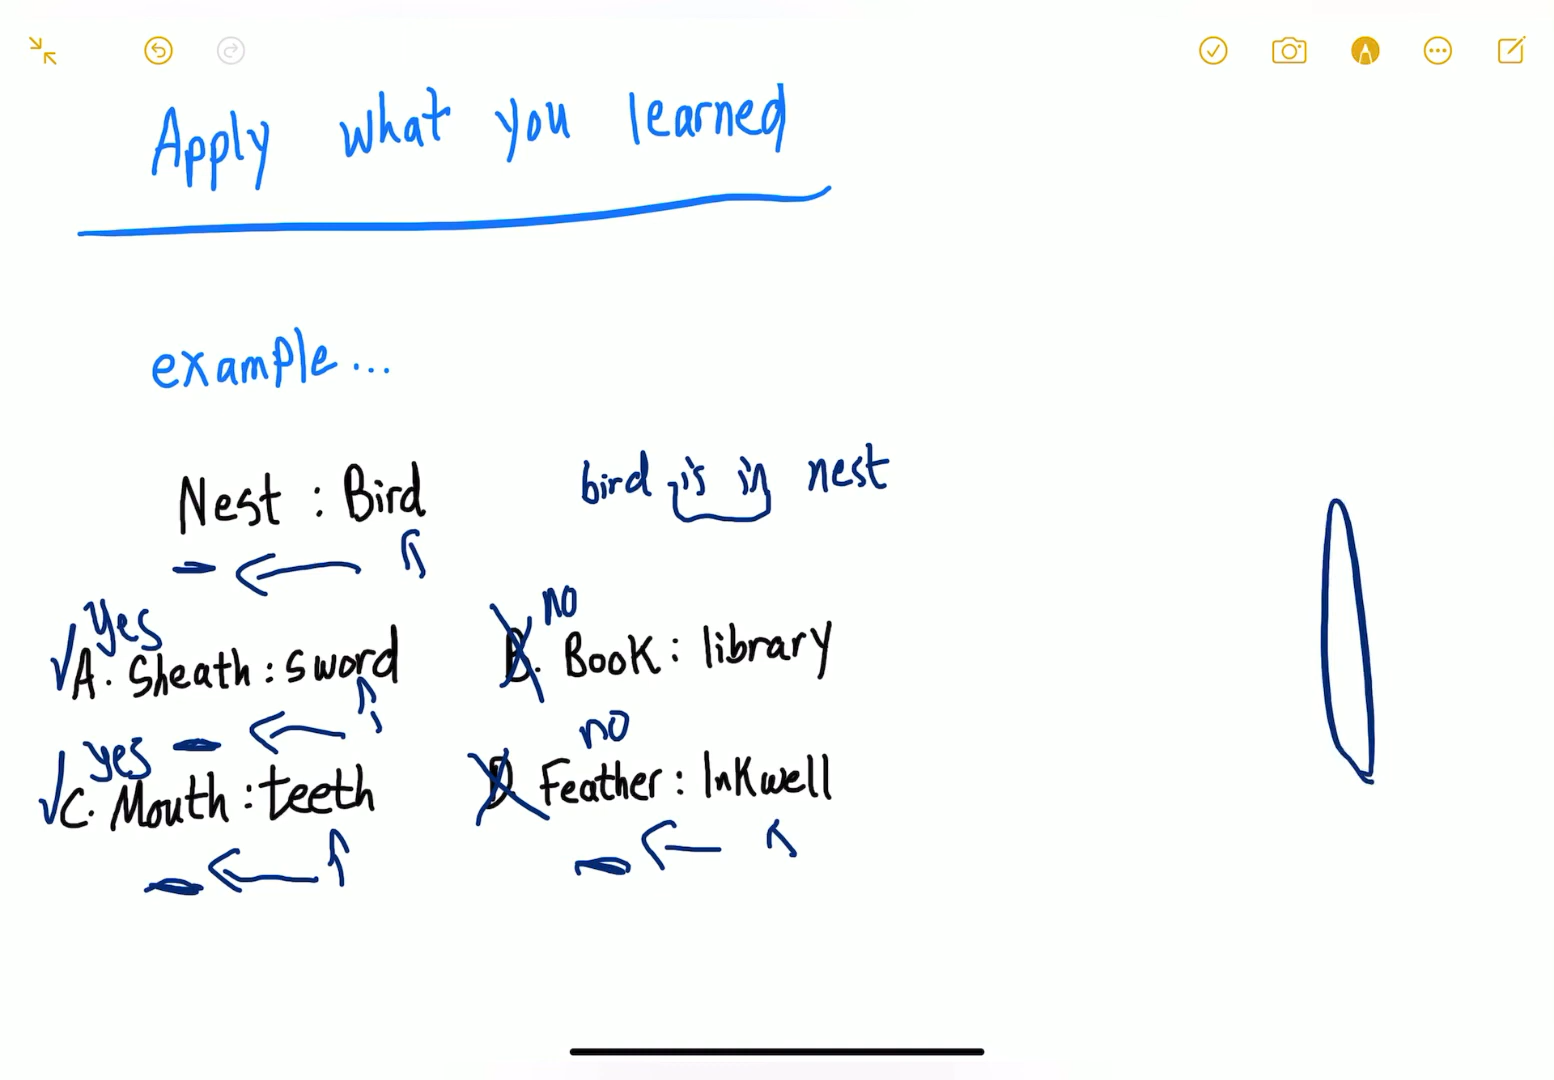 Apply what you learned
example...
Nest : Bird
bird is in nest
yes
A. Sheath : sword
no
B. Book : library
yes
C. Mouth : teeth
no
D Feather : Inkwell